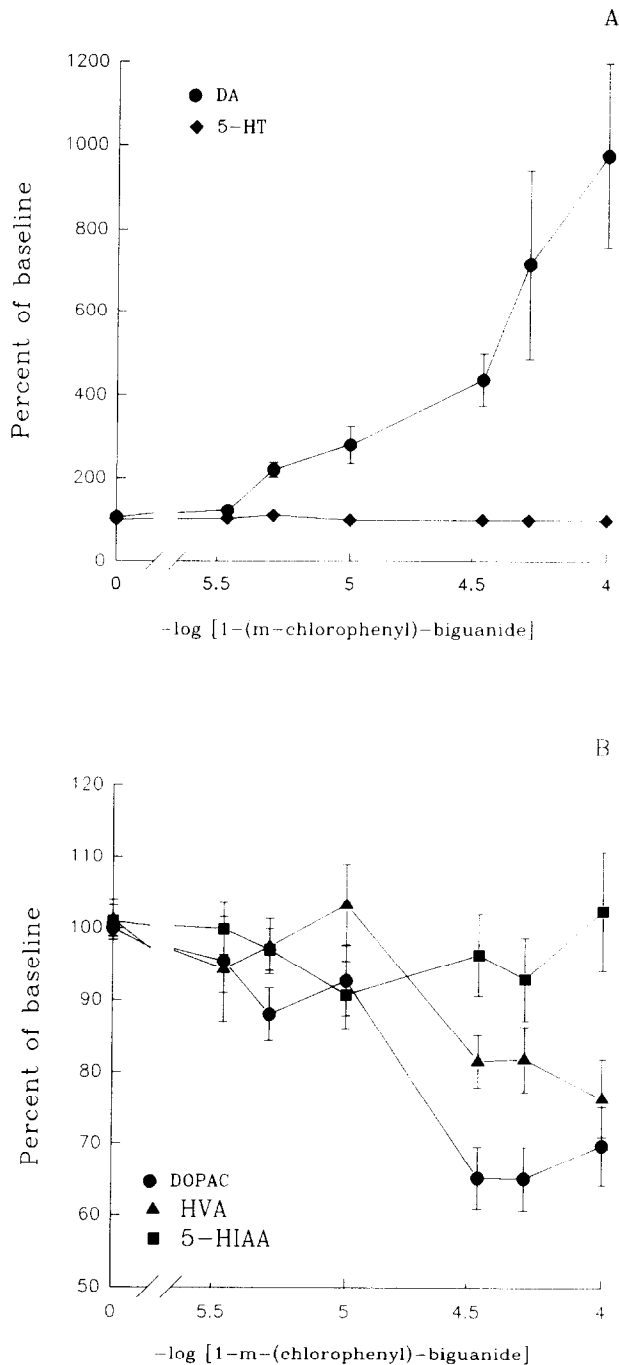 A
1200
1000
800
600
400
200
0
Percent of baseline
DA
5-HT
0
5.5
5
4.5
4
-log [1-(m-chlorophenyl)-biguanide]
B
120
110
100
90
80
70
60
50
Percent of baseline
DOPAC
HVA
5-HIAA
0
5.5
5
4.5
4
-log [1-m-(chlorophenyl)-biguanide]